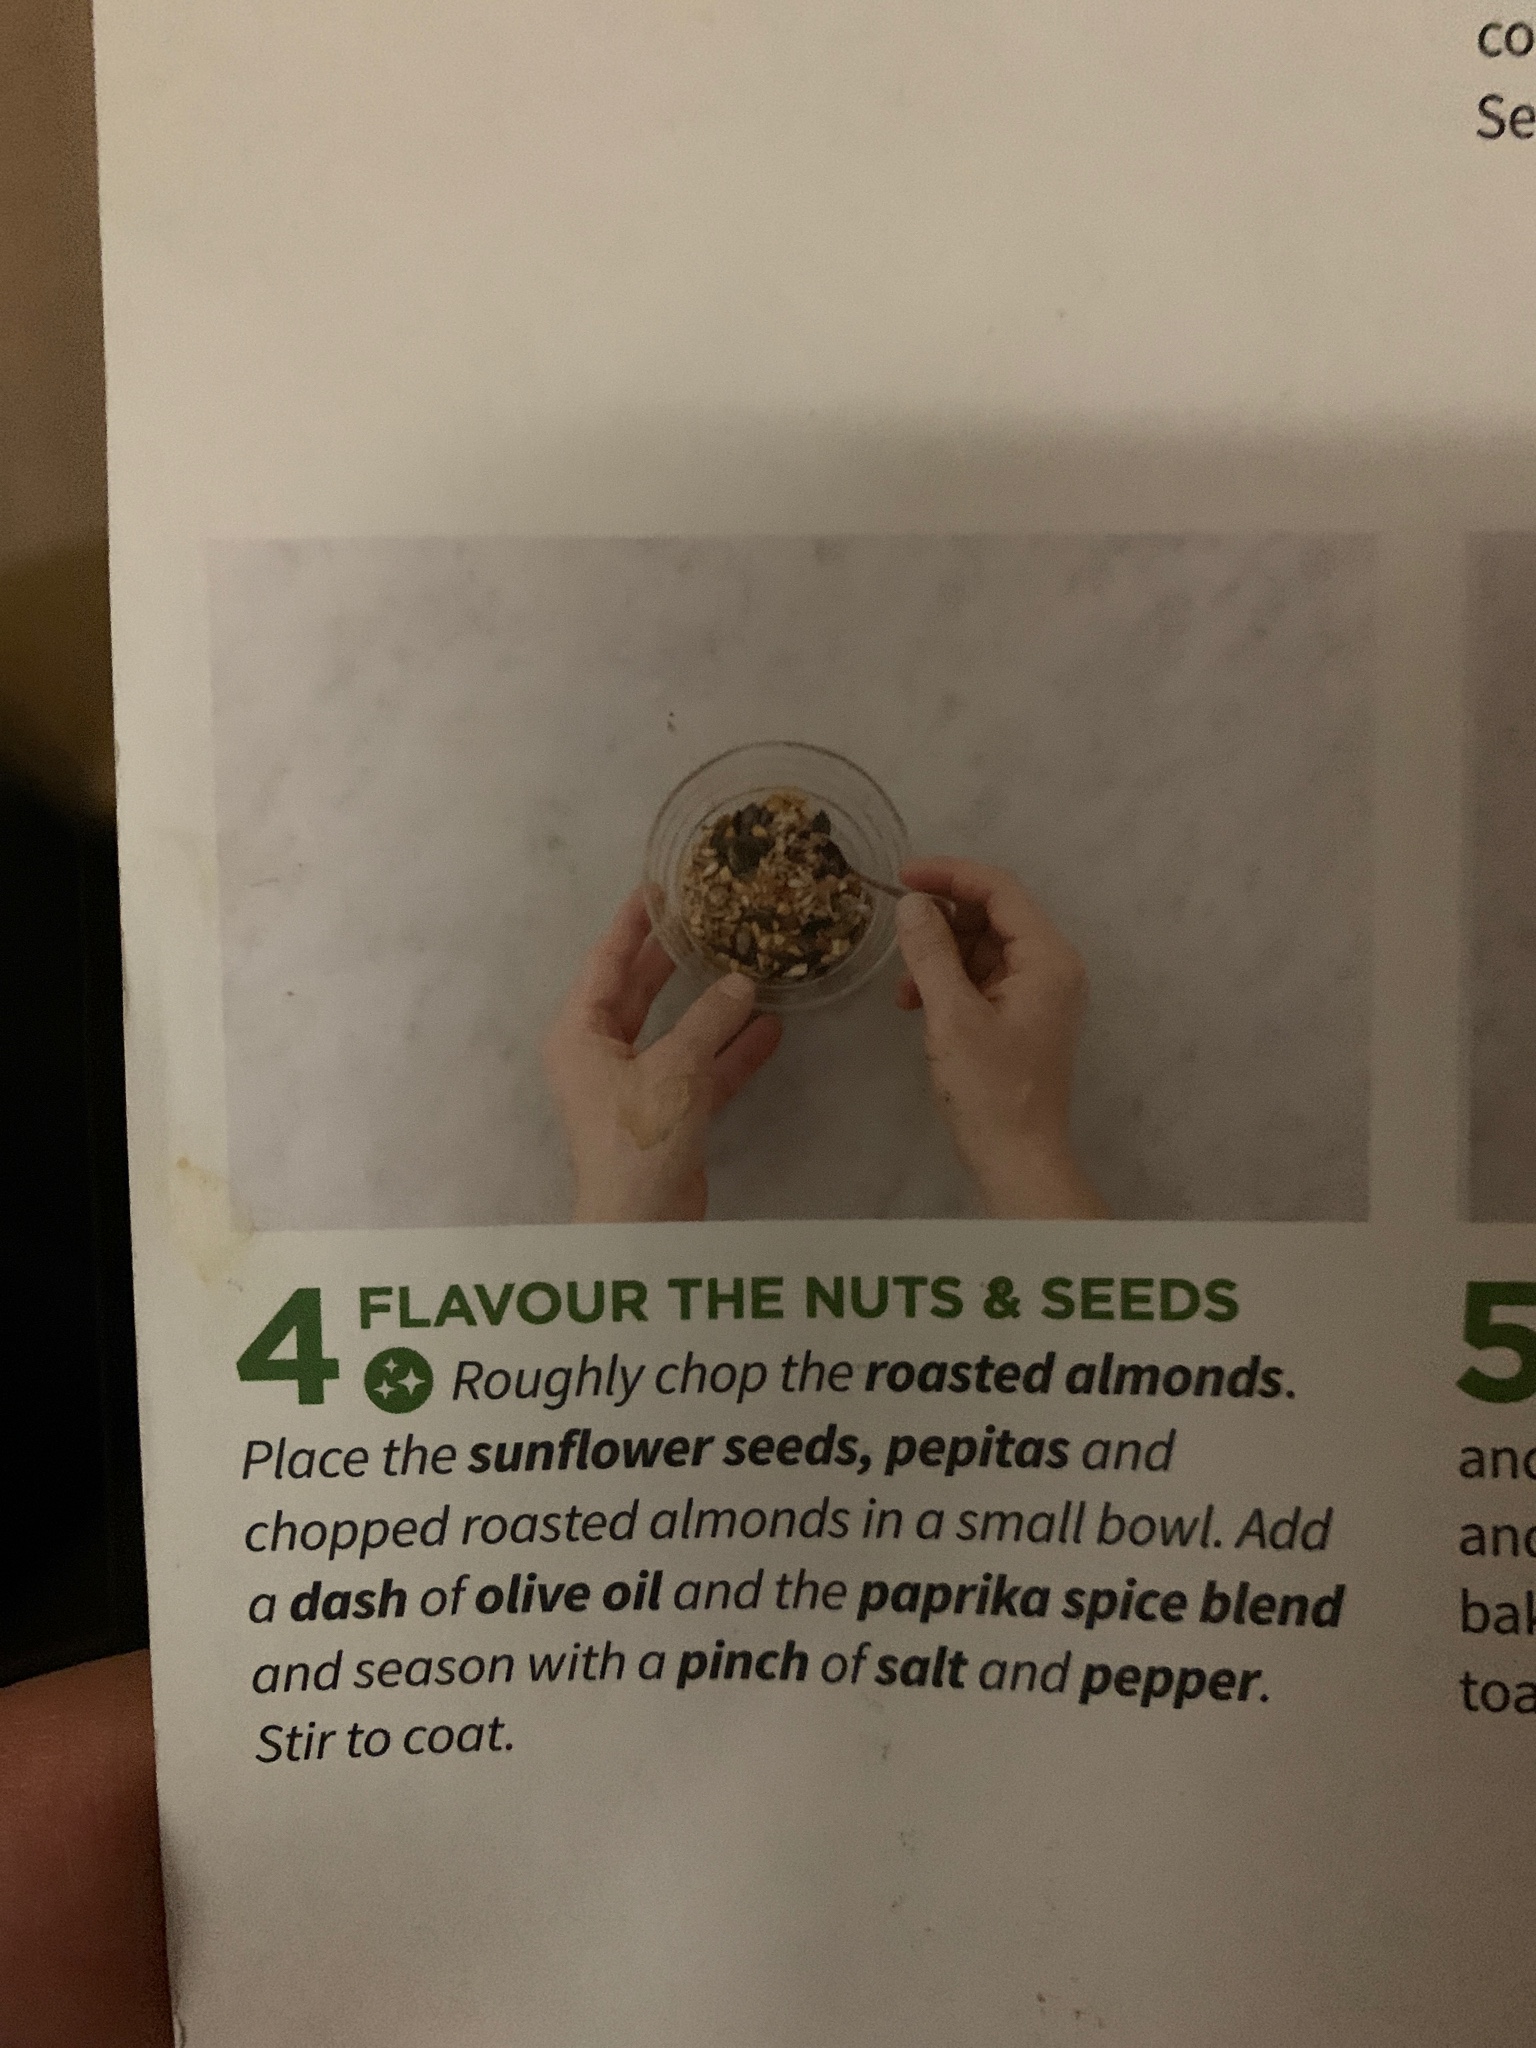 co
Se
4 FLAVOUR THE NUTS & SEEDS
Roughly chop the roasted almonds.
Place the sunflower seeds, pepitas and
chopped roasted almonds in a small bowl. Add
a dash of olive oil and the paprika spice blend
and season with a pinch of salt and pepper.
Stir to coat.
5
and
and
bak
toa